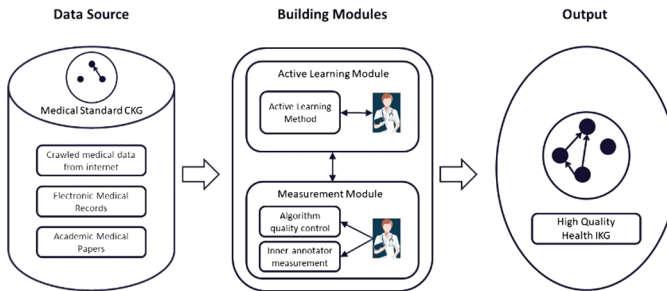 Data Source
Building Modules
Output
Medical Standard CKG
Crawled medical data
from internet
Electronic Medical
Records
Academic Medical
Papers
Active Learning Module
Active Learning
Method
Measurement Module
Algorithm
quality control
Inner annotator
measurement
High Quality
Health IKG